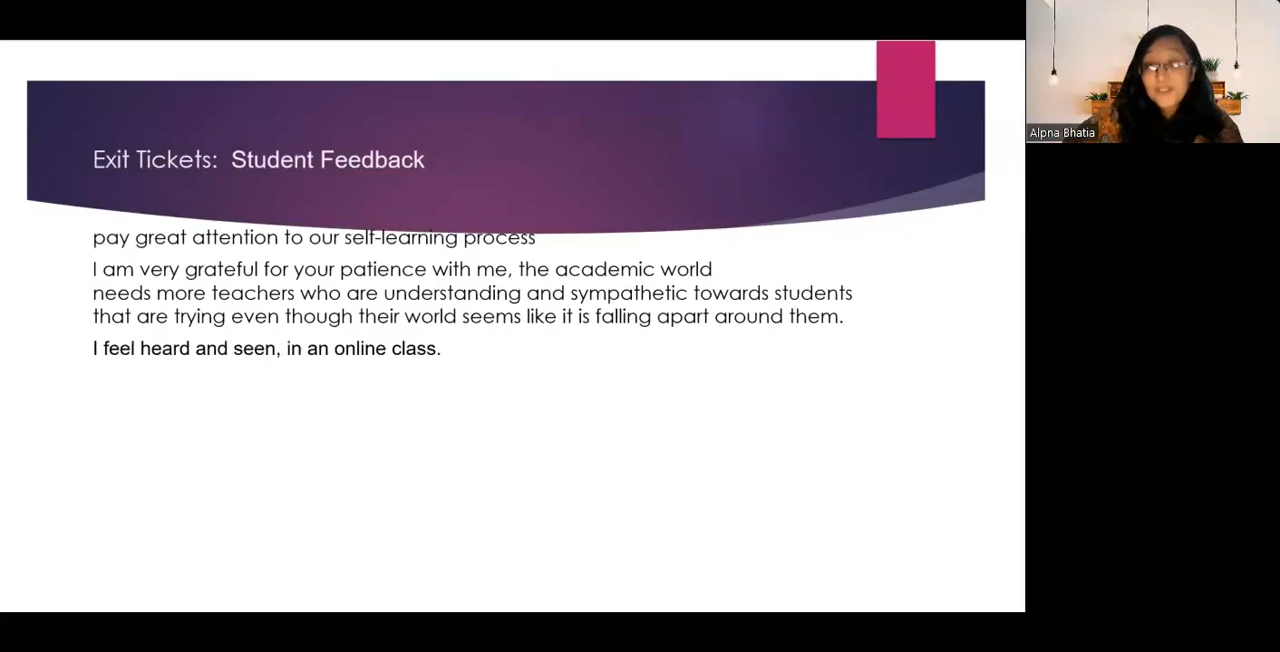 Exit Tickets: Student Feedback
pay great attention to our self-learning process
I am very grateful for your patience with me, the academic world
needs more teachers who are understanding and sympathetic towards students
that are trying even though their world seems like it is falling apart around them.
I feel heard and seen, in an online class.
Alpna Bhatia